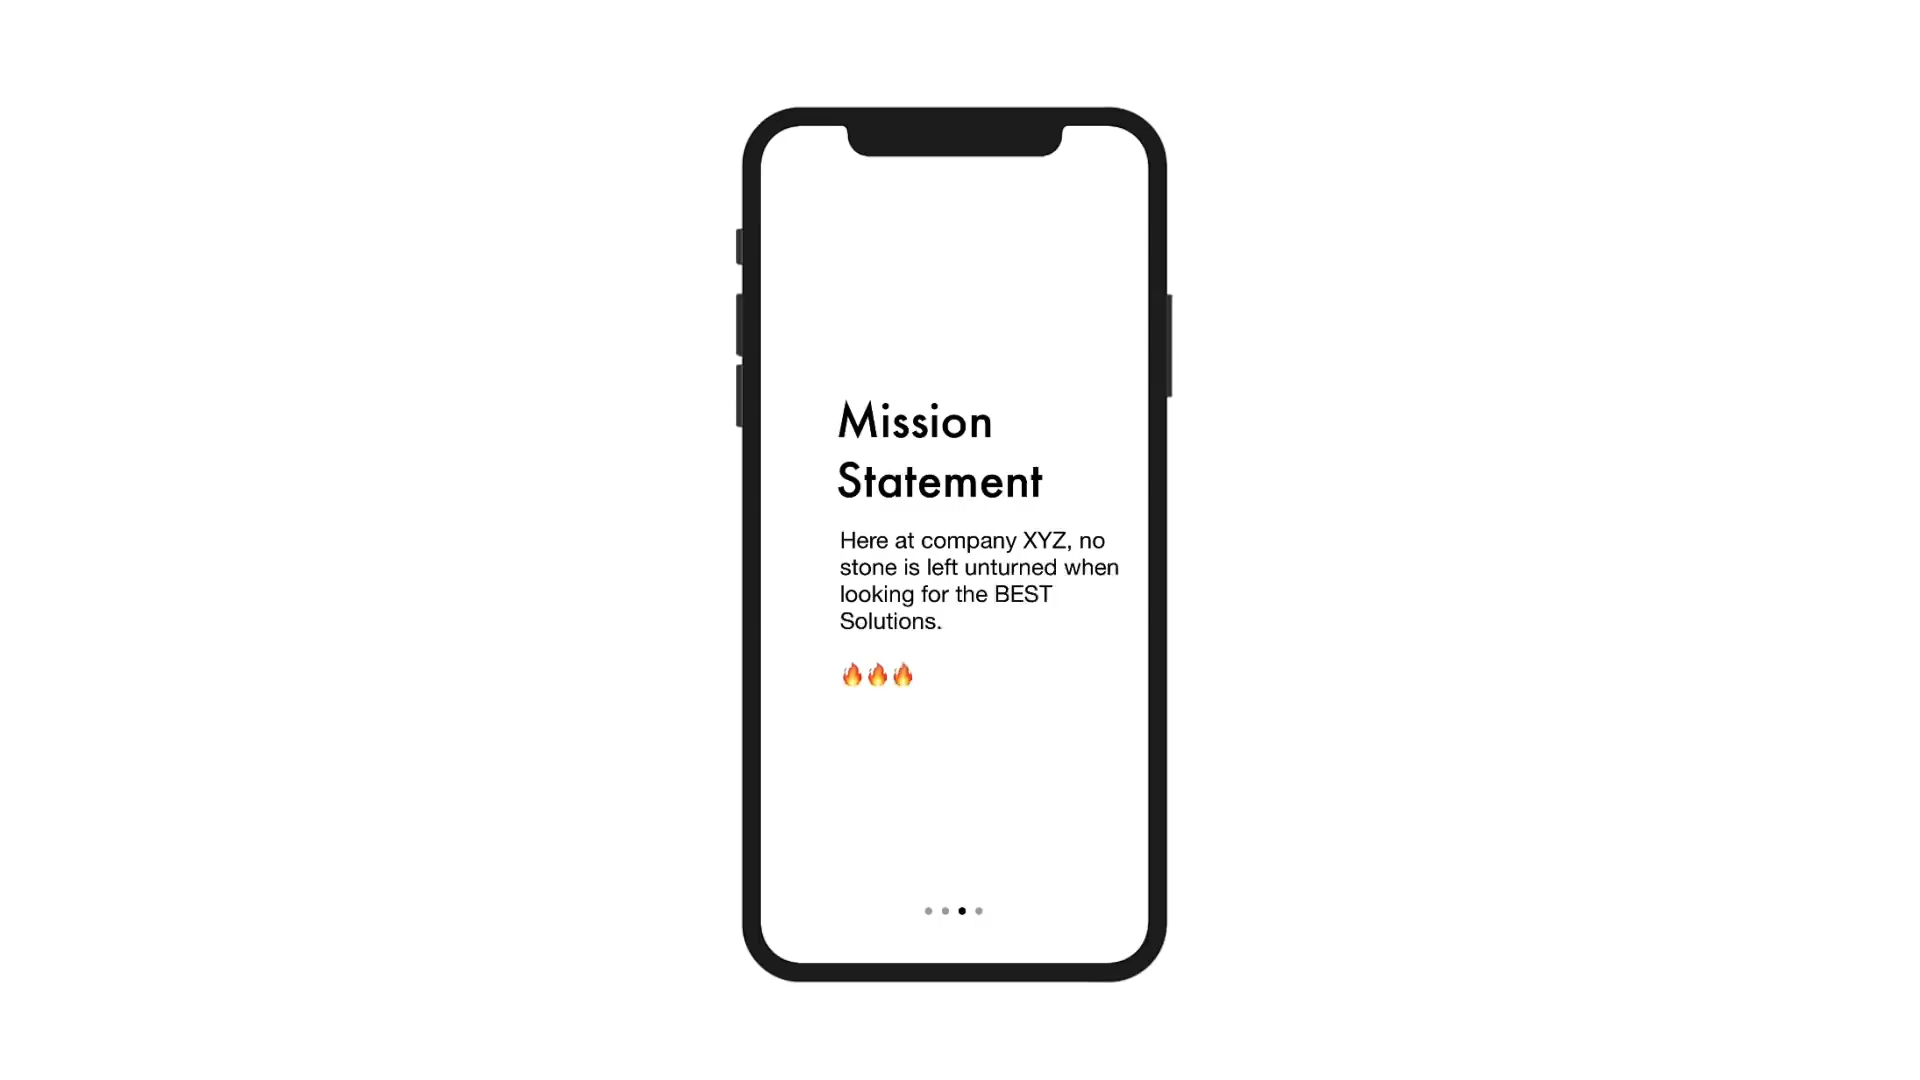 Mission
Statement
Here at company XYZ, no
stone is left unturned when
looking for the BEST
Solutions.
🔥🔥🔥